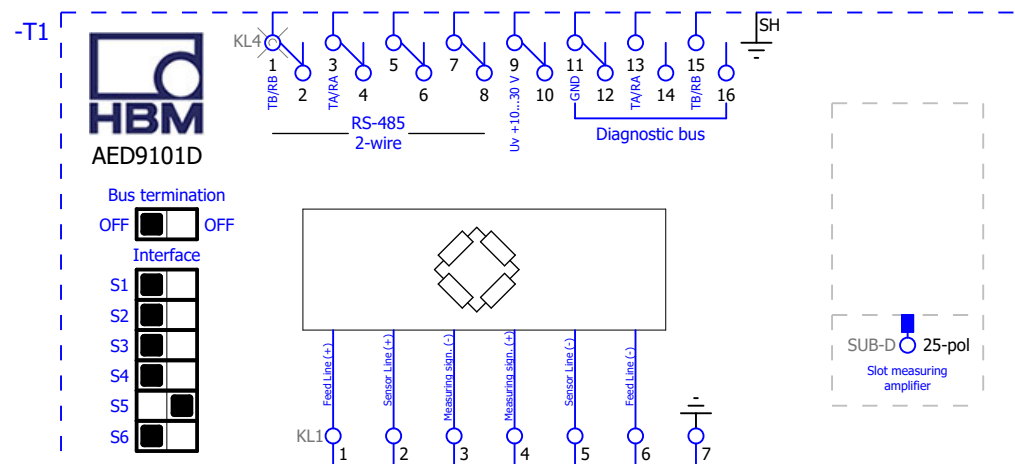 -T1
HBM
AED9101D
KL4
1 3 5 7 9 11 13 15
SH
2 4 6 8 10 12 14 16
TB/RB
TA/RA
Uv +10...30 V
GND
TA/RA
TB/RB
RS-485
2-wire
Diagnostic bus
Bus termination
OFF OFF
Interface
S1
S2
S3
S4
S5
S6
Feed Line (+)
Sensor Line (+)
Measuring sign. (-)
Measuring sign. (+)
Sensor Line (-)
Feed Line (-)
KL1
1 2 3 4 5 6 7
SUB-D 25-pol
Slot measuring
amplifier